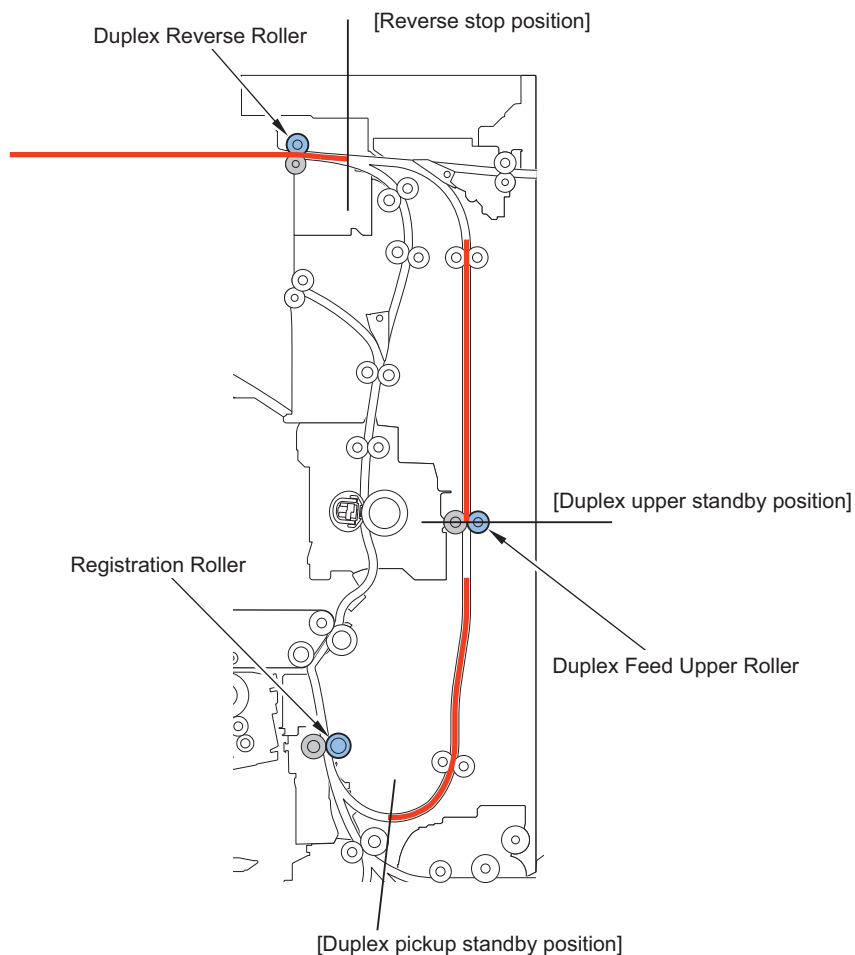 [Reverse stop position]
Duplex Reverse Roller
[Duplex upper standby position]
Registration Roller
Duplex Feed Upper Roller
[Duplex pickup standby position]